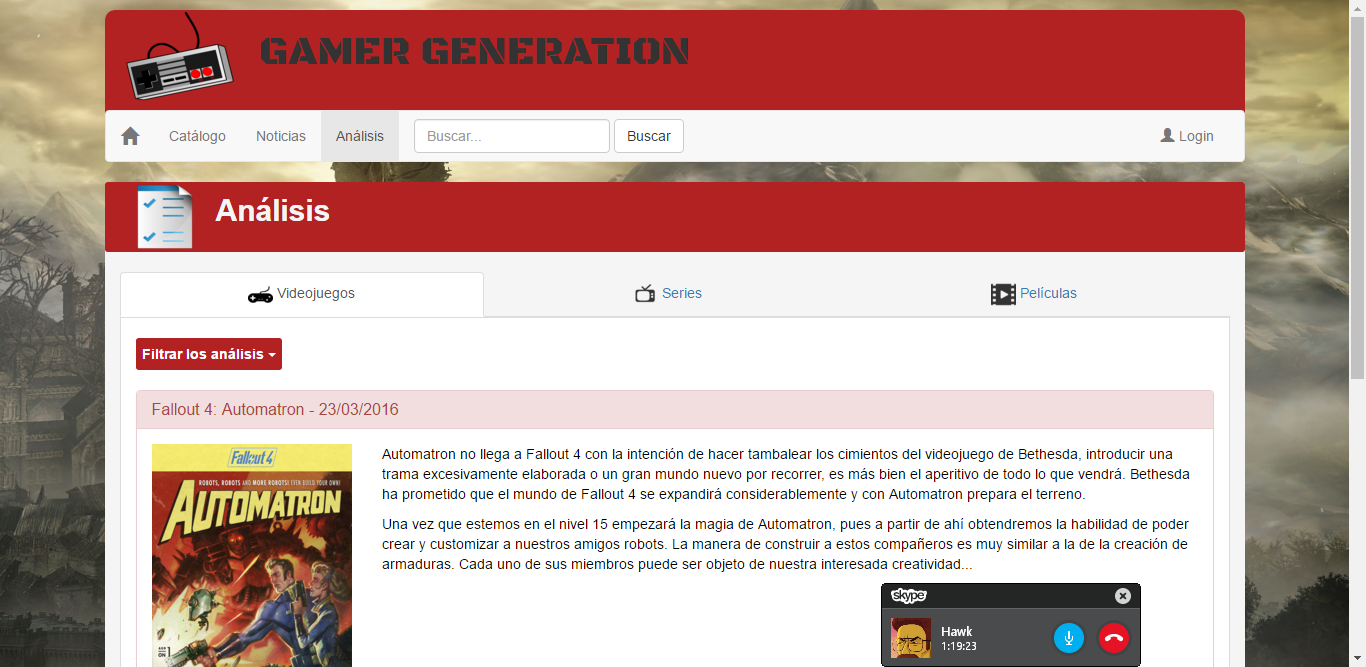 GAMER GENERATION
Catálogo
Noticias
Análisis
Buscar...
Buscar
Login
Análisis
Videojuegos
Series
Películas
Filtrar los análisis
Fallout 4: Automatron - 23/03/2016
Fallout 4
ROBOTS, ROBOTS AND MORE ROBOTS! EVEN BUILD YOUR OWN!
AUTOMATRON
Automatron no llega a Fallout 4 con la intención de hacer tambalear los cimientos del videojuego de Bethesda, introducir una
trama excesivamente elaborada o un gran mundo nuevo por recorrer, es más bien el aperitivo de todo lo que vendrá. Bethesda
ha prometido que el mundo de Fallout 4 se expandirá considerablemente y con Automatron prepara el terreno.
Una vez que estemos en el nivel 15 empezará la magia de Automatron, pues a partir de ahí obtendremos la habilidad de poder
crear y customizar a nuestros amigos robots. La manera de construir a estos compañeros es muy similar a la de la creación de
armaduras. Cada uno de sus miembros puede ser objeto de nuestra interesada creatividad...
skype
Hawk
1:19:23